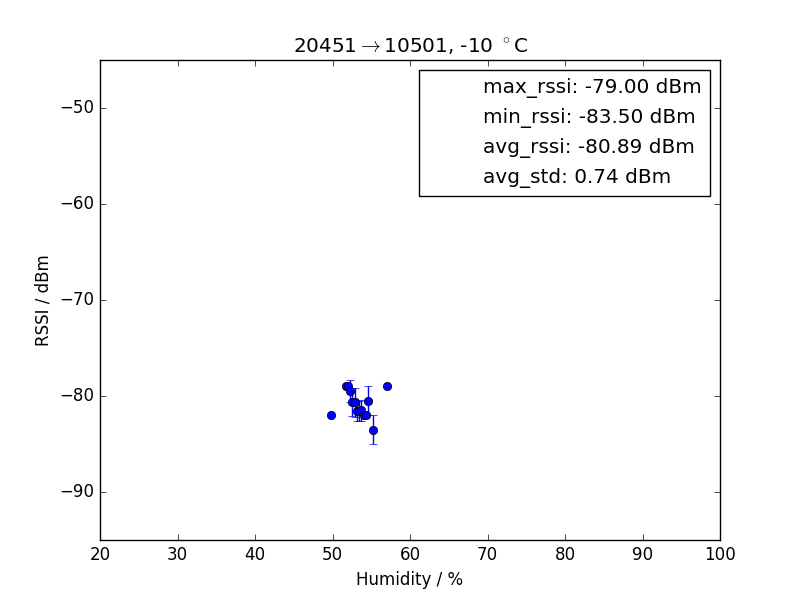 20451→10501, -10 °C
max_rssi: -79.00 dBm
min_rssi: -83.50 dBm
avg_rssi: -80.89 dBm
avg_std: 0.74 dBm
RSSI / dBm
−50
−60
−70
−80
−90
20 30 40 50 60 70 80 90 100
Humidity / %